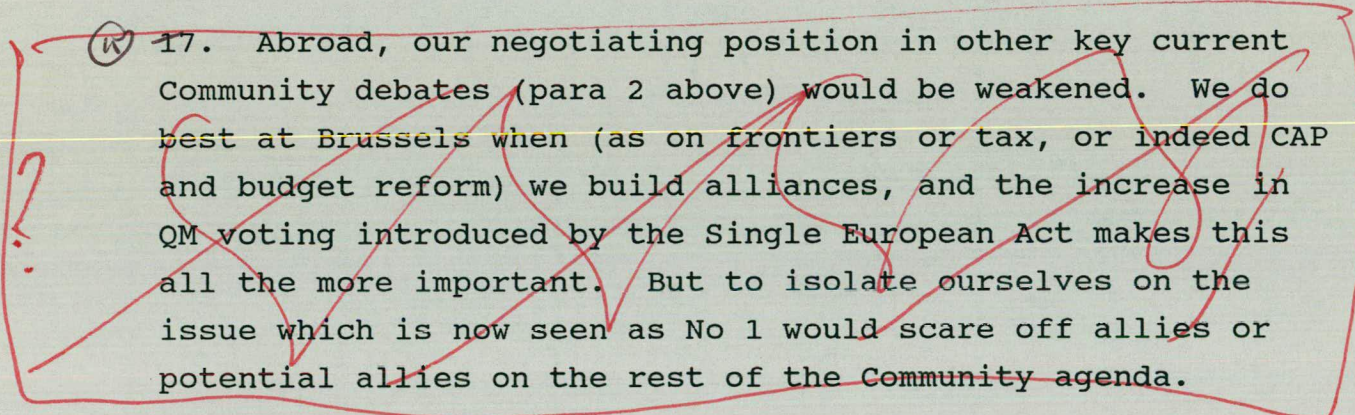 17. Abroad, our negotiating position in other key current
Community debates (para 2 above) would be weakened. We do
best at Brussels when (as on frontiers or tax, or indeed CAP
and budget reform) we build alliances, and the increase in
QM voting introduced by the Single European Act makes this
all the more important. But to isolate ourselves on the
issue which is now seen as No 1 would scare off allies or
potential allies on the rest of the Community agenda.
?